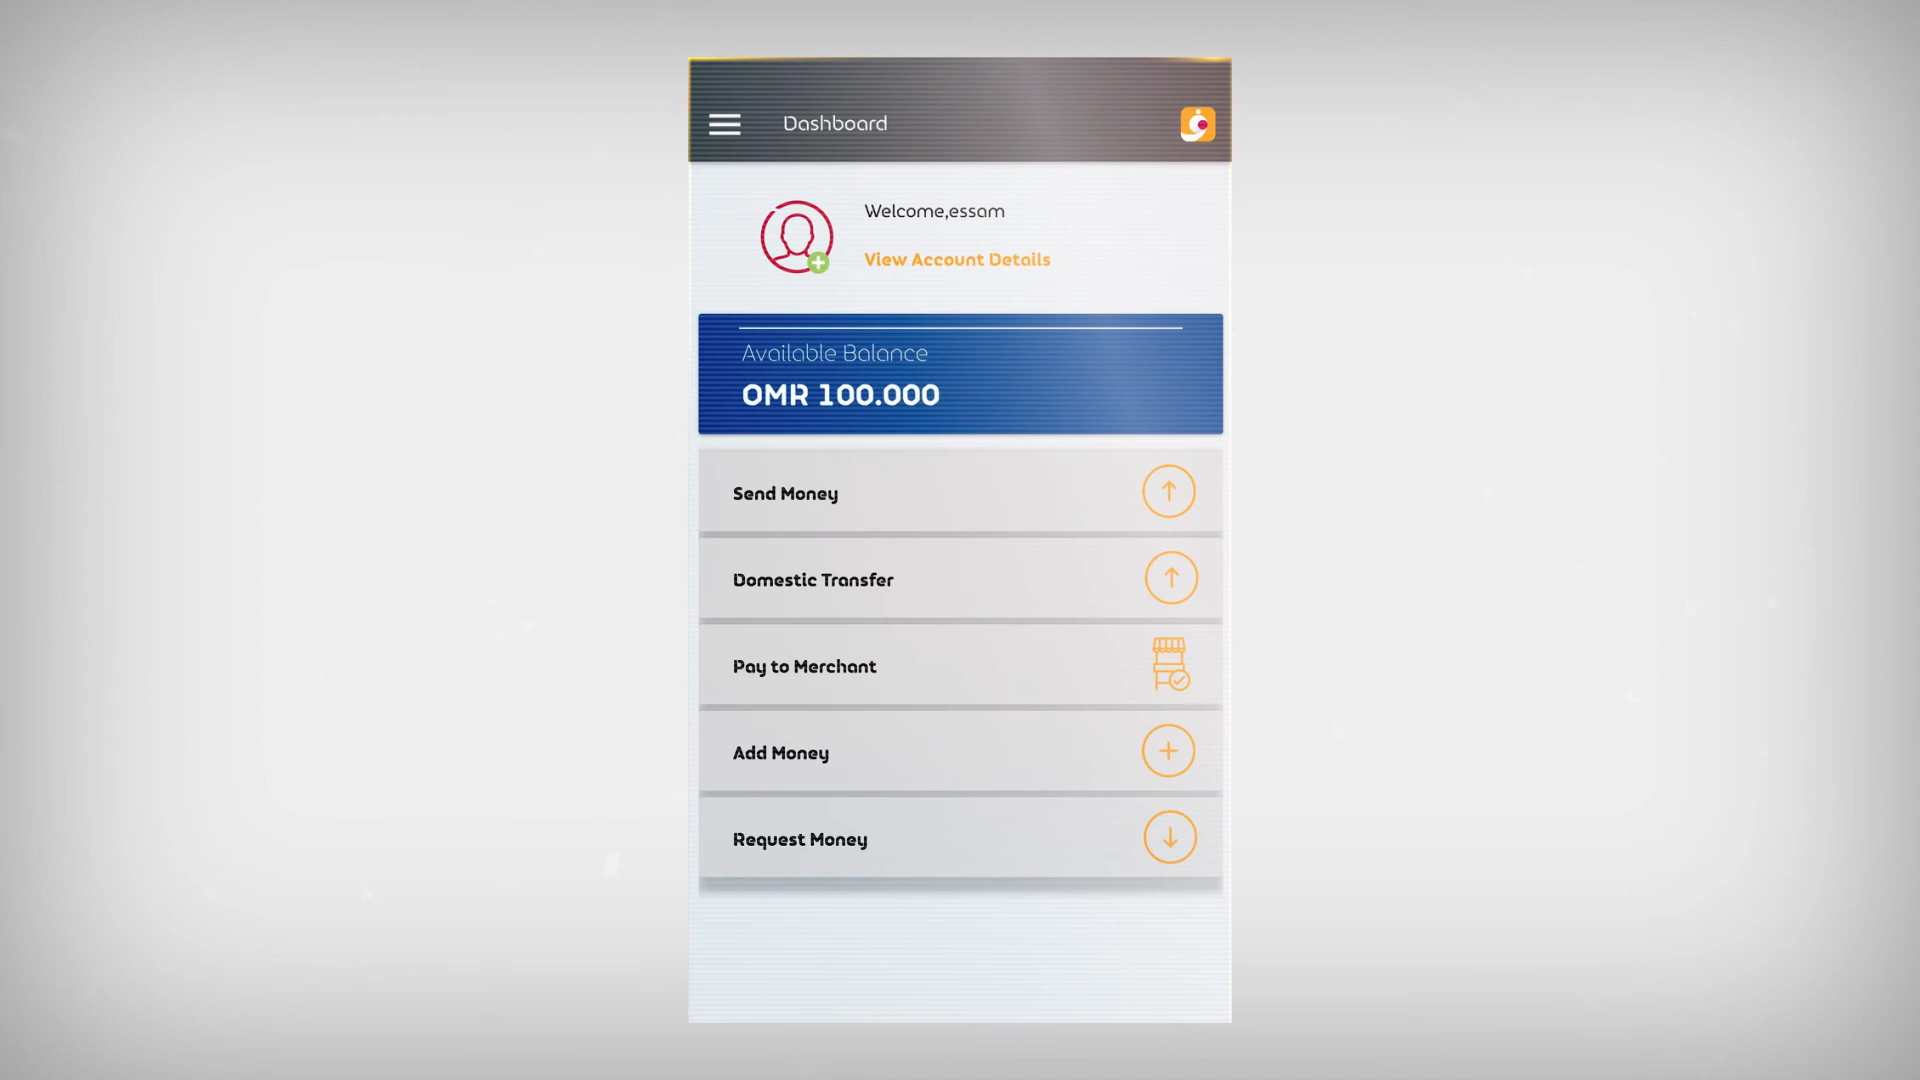 Dashboard
Welcome,essam
View Account Details
Available Balance
OMR 100.000
Send Money
Domestic Transfer
Pay to Merchant
Add Money
Request Money